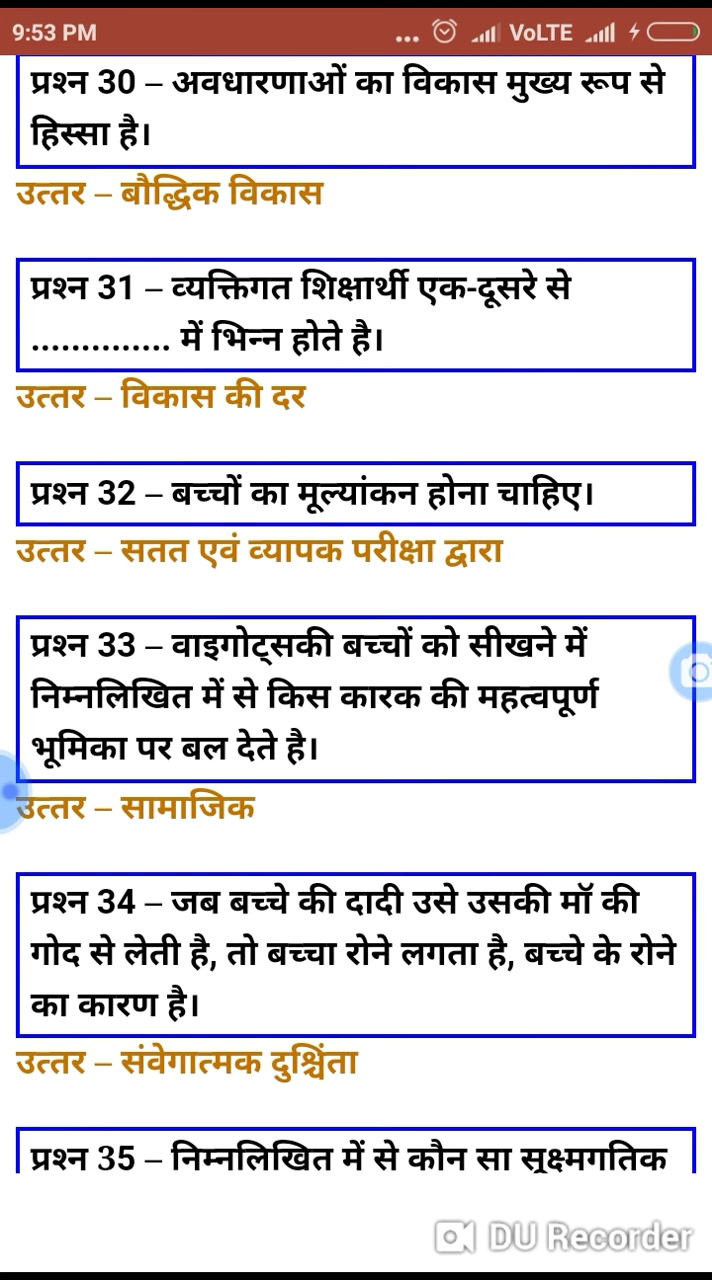 9:53 PM ... VoLTE
प्रश्न 30 – अवधारणाओं का विकास मुख्य रूप से
हिस्सा है।
उत्तर – बौद्धिक विकास
प्रश्न 31 – व्यक्तिगत शिक्षार्थी एक-दूसरे से
............... में भिन्न होते है।
उत्तर – विकास की दर
प्रश्न 32 – बच्चों का मूल्यांकन होना चाहिए।
उत्तर – सतत एवं व्यापक परीक्षा द्वारा
प्रश्न 33 – वाइगोट्सकी बच्चों को सीखने में
निम्नलिखित में से किस कारक की महत्वपूर्ण
भूमिका पर बल देते है।
उत्तर – सामाजिक
प्रश्न 34 – जब बच्चे की दादी उसे उसकी मॉ की
गोद से लेती है, तो बच्चा रोने लगता है, बच्चे के रोने
का कारण है।
उत्तर – संवेगात्मक दुश्चिंता
प्रश्न 35 – निम्नलिखित में से कौन सा सूक्ष्मगतिक
DU Recorder